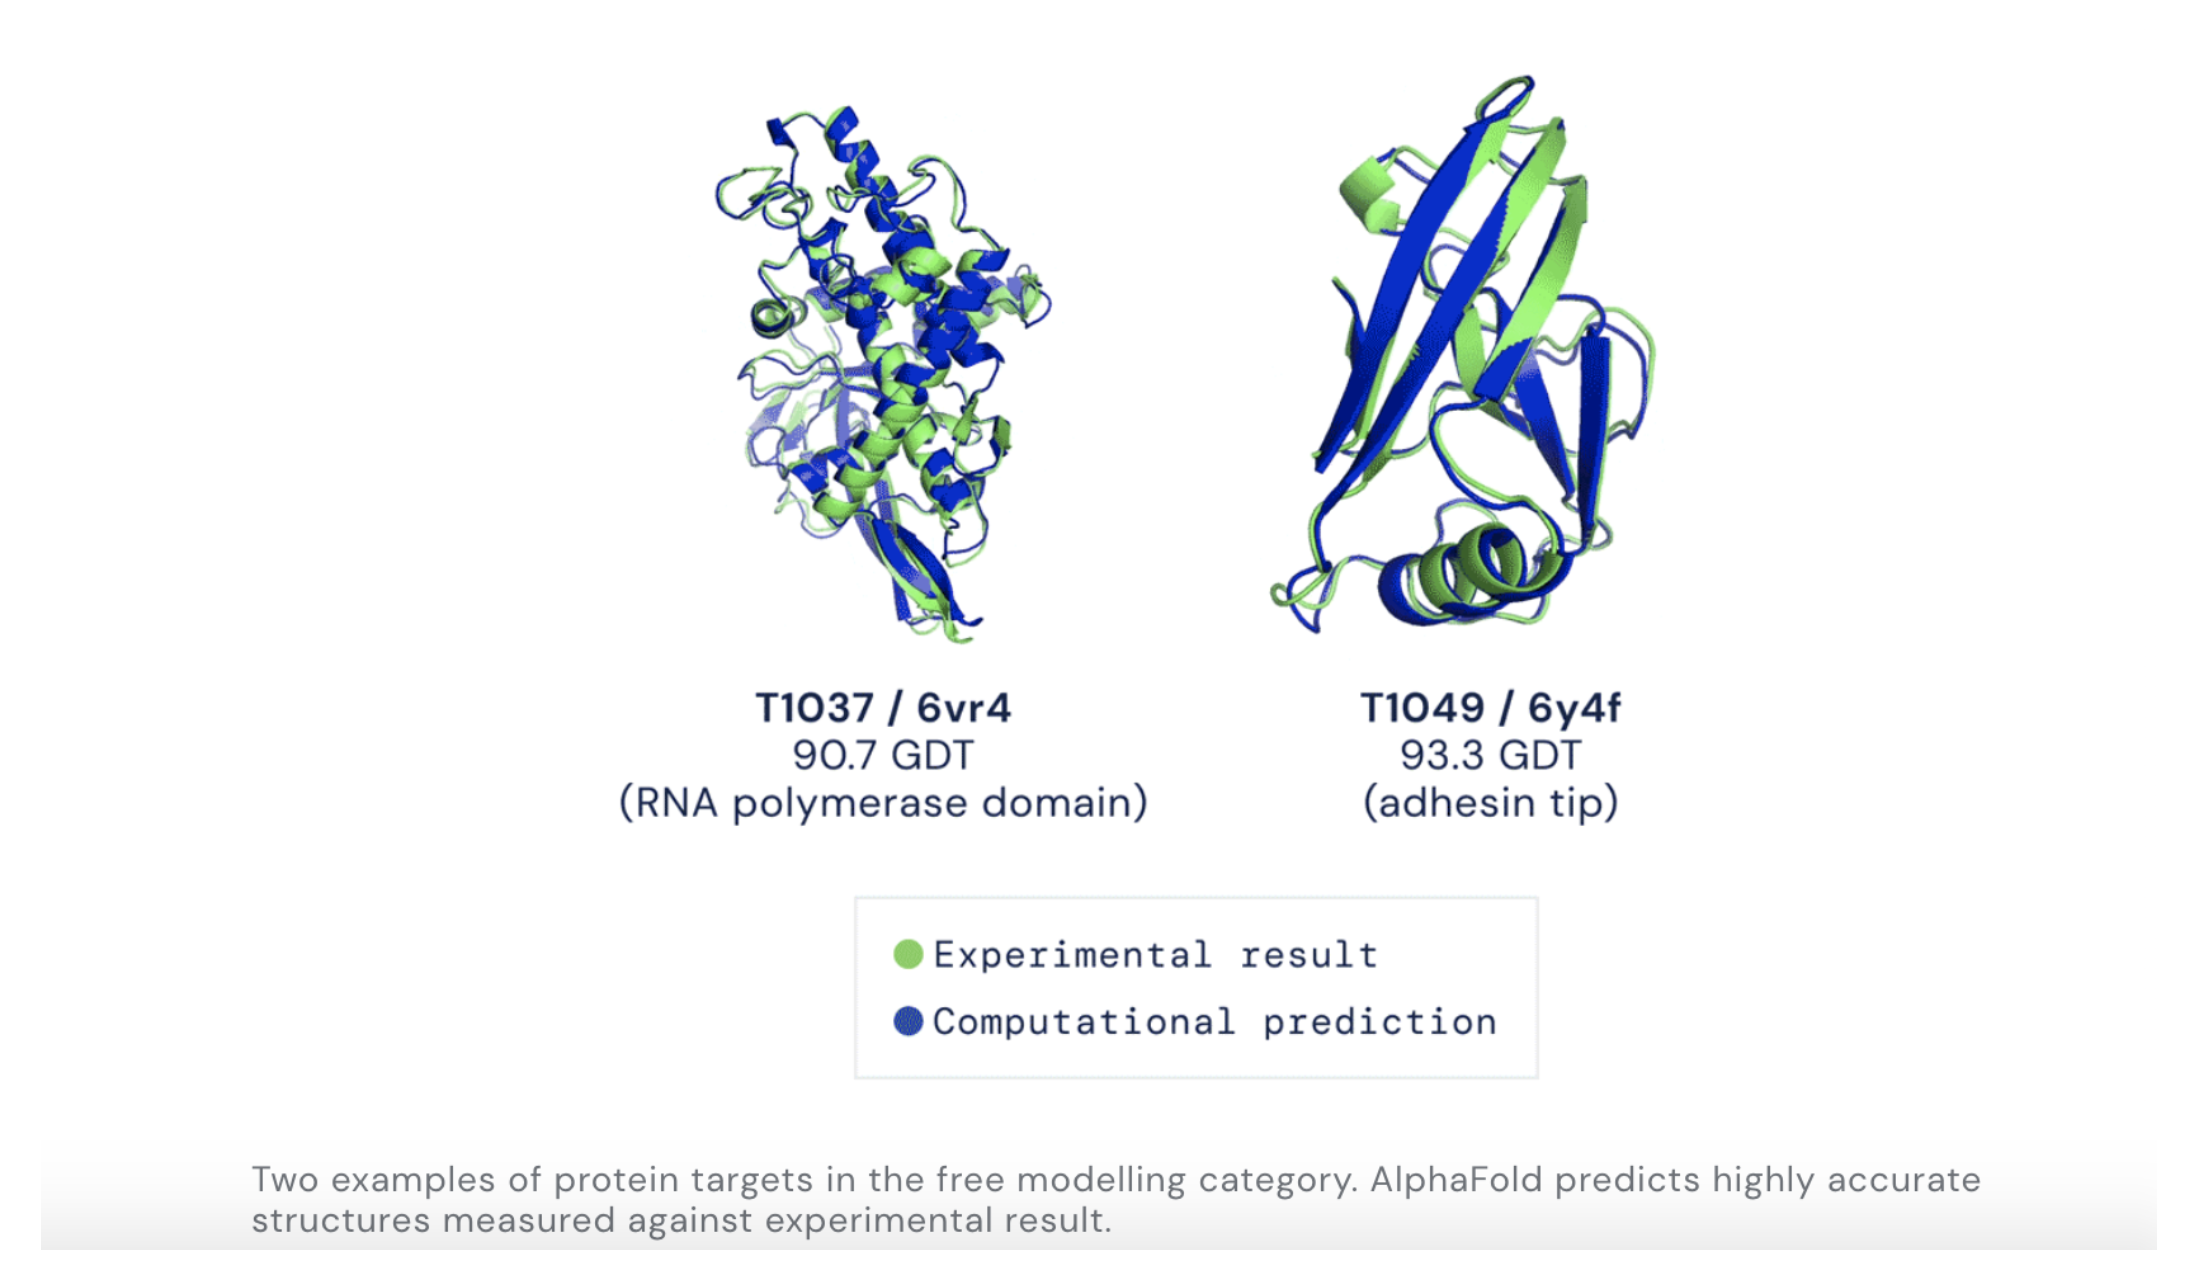 T1037 / 6vr4
90.7 GDT
(RNA polymerase domain)
T1049 / 6y4f
93.3 GDT
(adhesin tip)
Experimental result
Computational prediction
Two examples of protein targets in the free modelling category. AlphaFold predicts highly accurate
structures measured against experimental result.